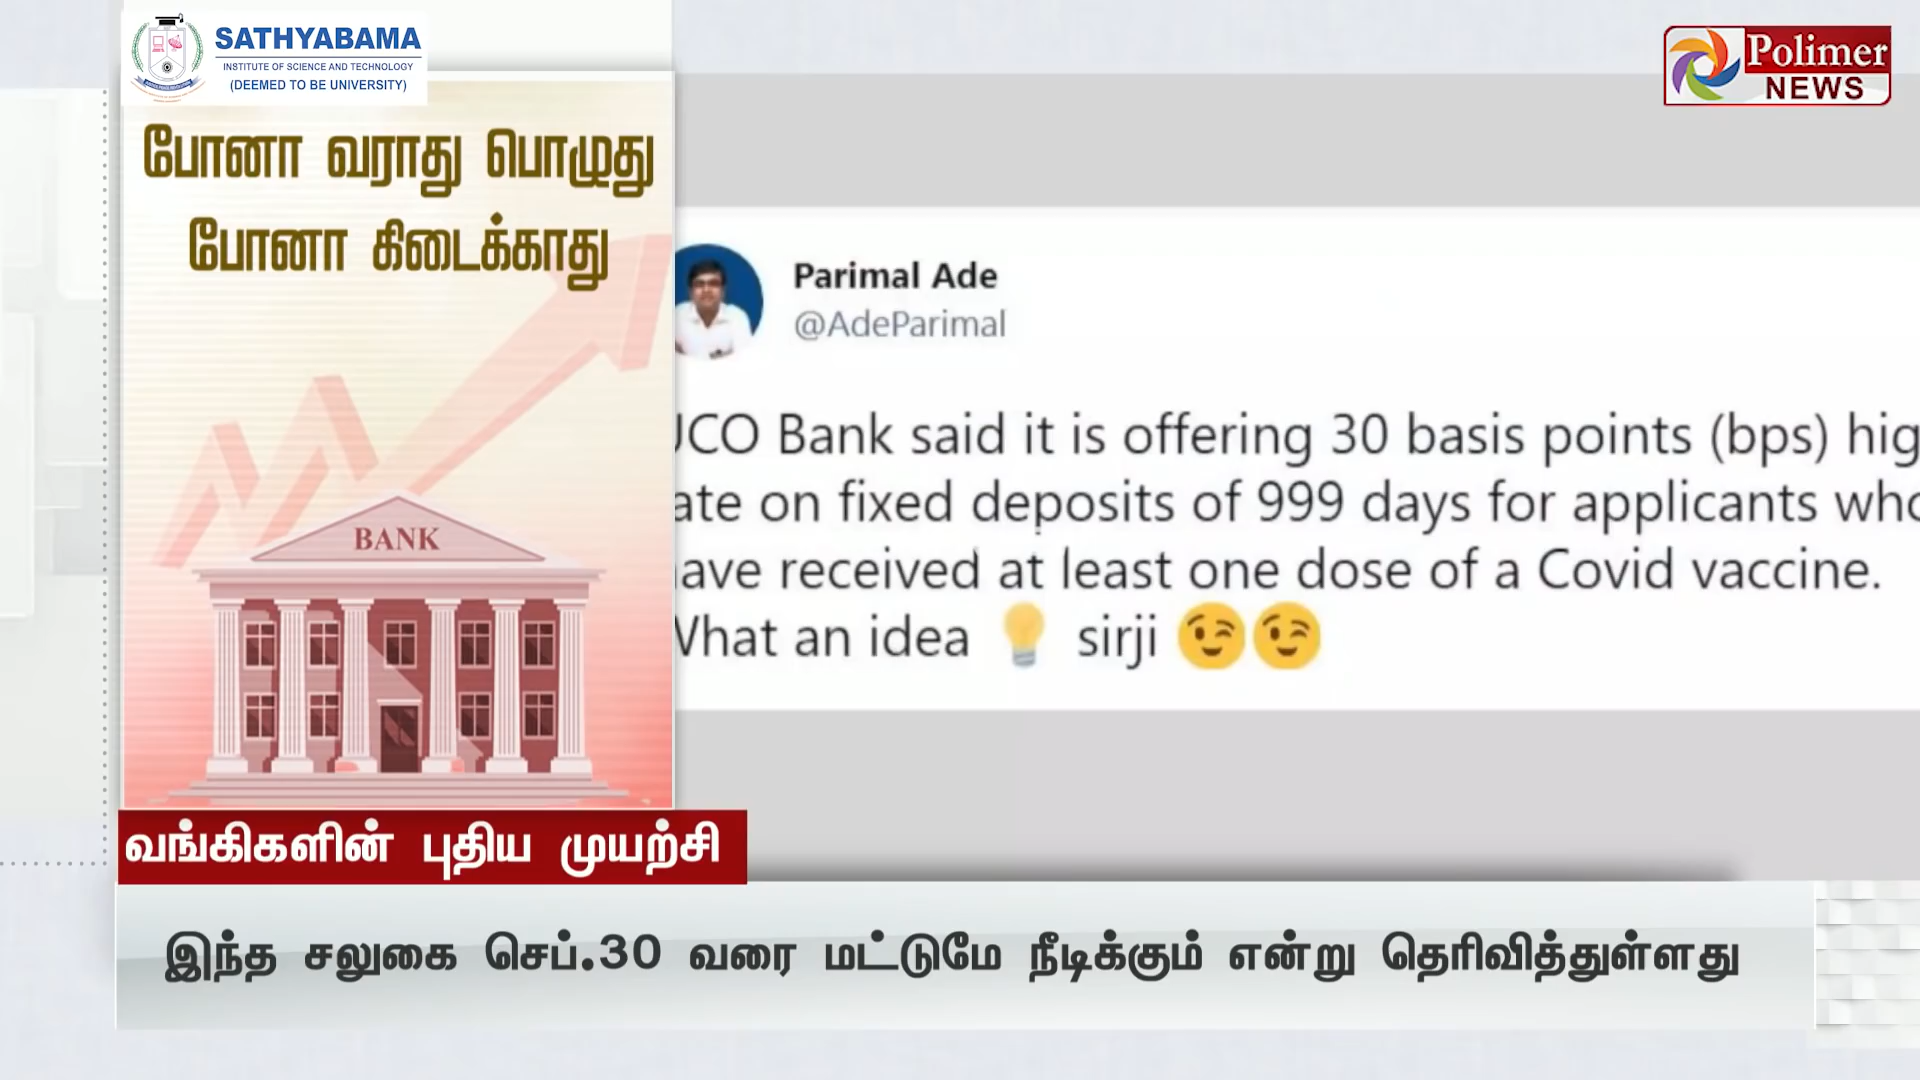 SATHYABAMA
INSTITUTE OF SCIENCE AND TECHNOLOGY
(DEEMED TO BE UNIVERSITY)
Polimer
NEWS
போனா வராது பொழுது
போனா கிடைக்காது
BANK
Parimal Ade
@AdeParimal
UCO Bank said it is offering 30 basis points (bps) hig
ate on fixed deposits of 999 days for applicants who
ave received at least one dose of a Covid vaccine.
What an idea 💡 sirji 😉😉
வங்கிகளின் புதிய முயற்சி
இந்த சலுகை செப்.30 வரை மட்டுமே நீடிக்கும் என்று தெரிவித்துள்ளது